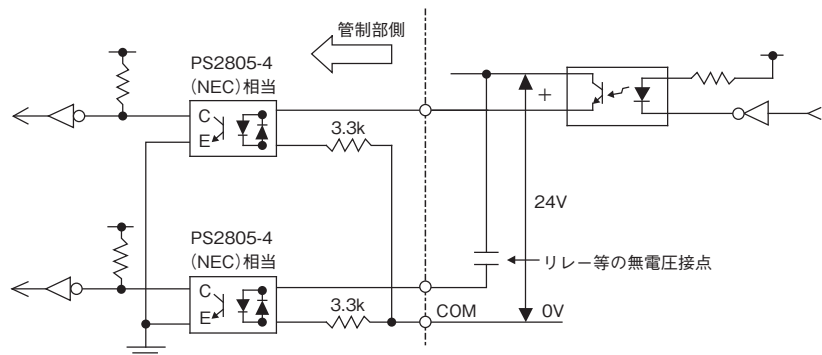 管制部側
PS2805-4
(NEC)相当
C
E
3.3k
+
24V
リレー等の無電圧接点
PS2805-4
(NEC)相当
C
E
3.3k
COM
0V